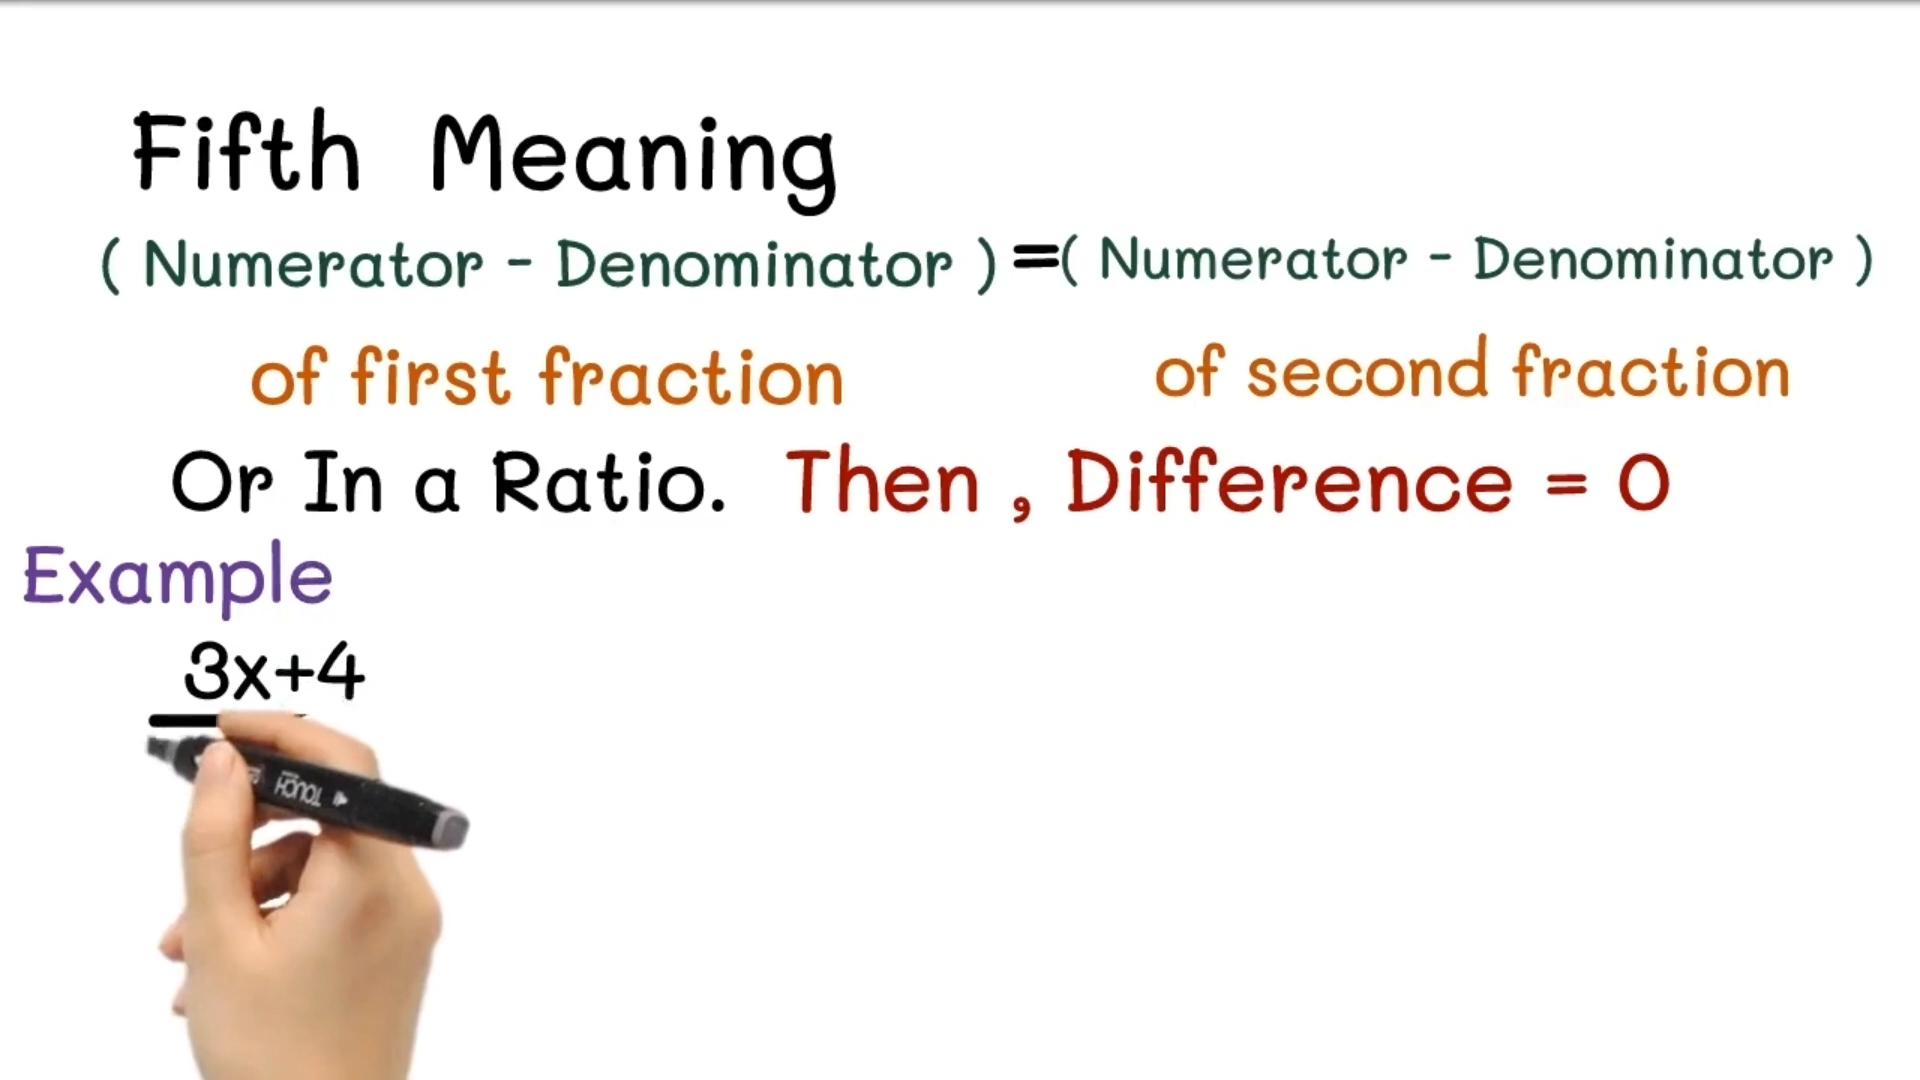 Fifth Meaning
( Numerator - Denominator ) =( Numerator - Denominator )
of first fraction of second fraction
Or In a Ratio. Then , Difference = 0
Example
3x+4
TOUCH